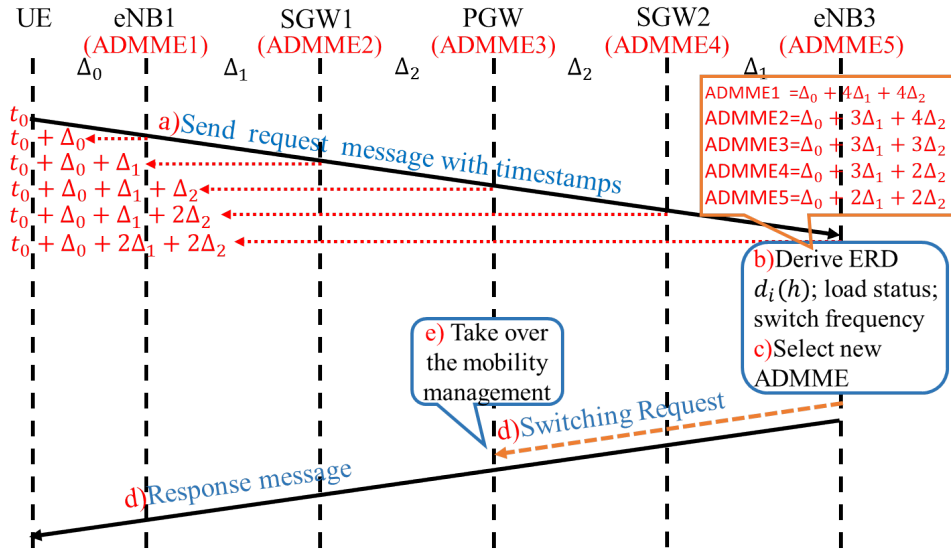 UE eNB1 SGW1 PGW SGW2 eNB3
(ADMME1) (ADMME2) (ADMME3) (ADMME4) (ADMME5)
Δ₀ Δ₁ Δ₂ Δ₂ Δ₁
ADMME1 =Δ₀ + 4Δ₁ + 4Δ₂
ADMME2=Δ₀ + 3Δ₁ + 4Δ₂
ADMME3=Δ₀ + 3Δ₁ + 3Δ₂
ADMME4=Δ₀ + 3Δ₁ + 2Δ₂
ADMME5=Δ₀ + 2Δ₁ + 2Δ₂
t₀
t₀ + Δ₀
t₀ + Δ₀ + Δ₁
t₀ + Δ₀ + Δ₁ + Δ₂
t₀ + Δ₀ + Δ₁ + 2Δ₂
t₀ + Δ₀ + 2Δ₁ + 2Δ₂
a)Send request message with timestamps
b)Derive ERD
dᵢ(h); load status;
switch frequency
c)Select new
ADMME
e) Take over
the mobility
management
d)Switching Request
d)Response message